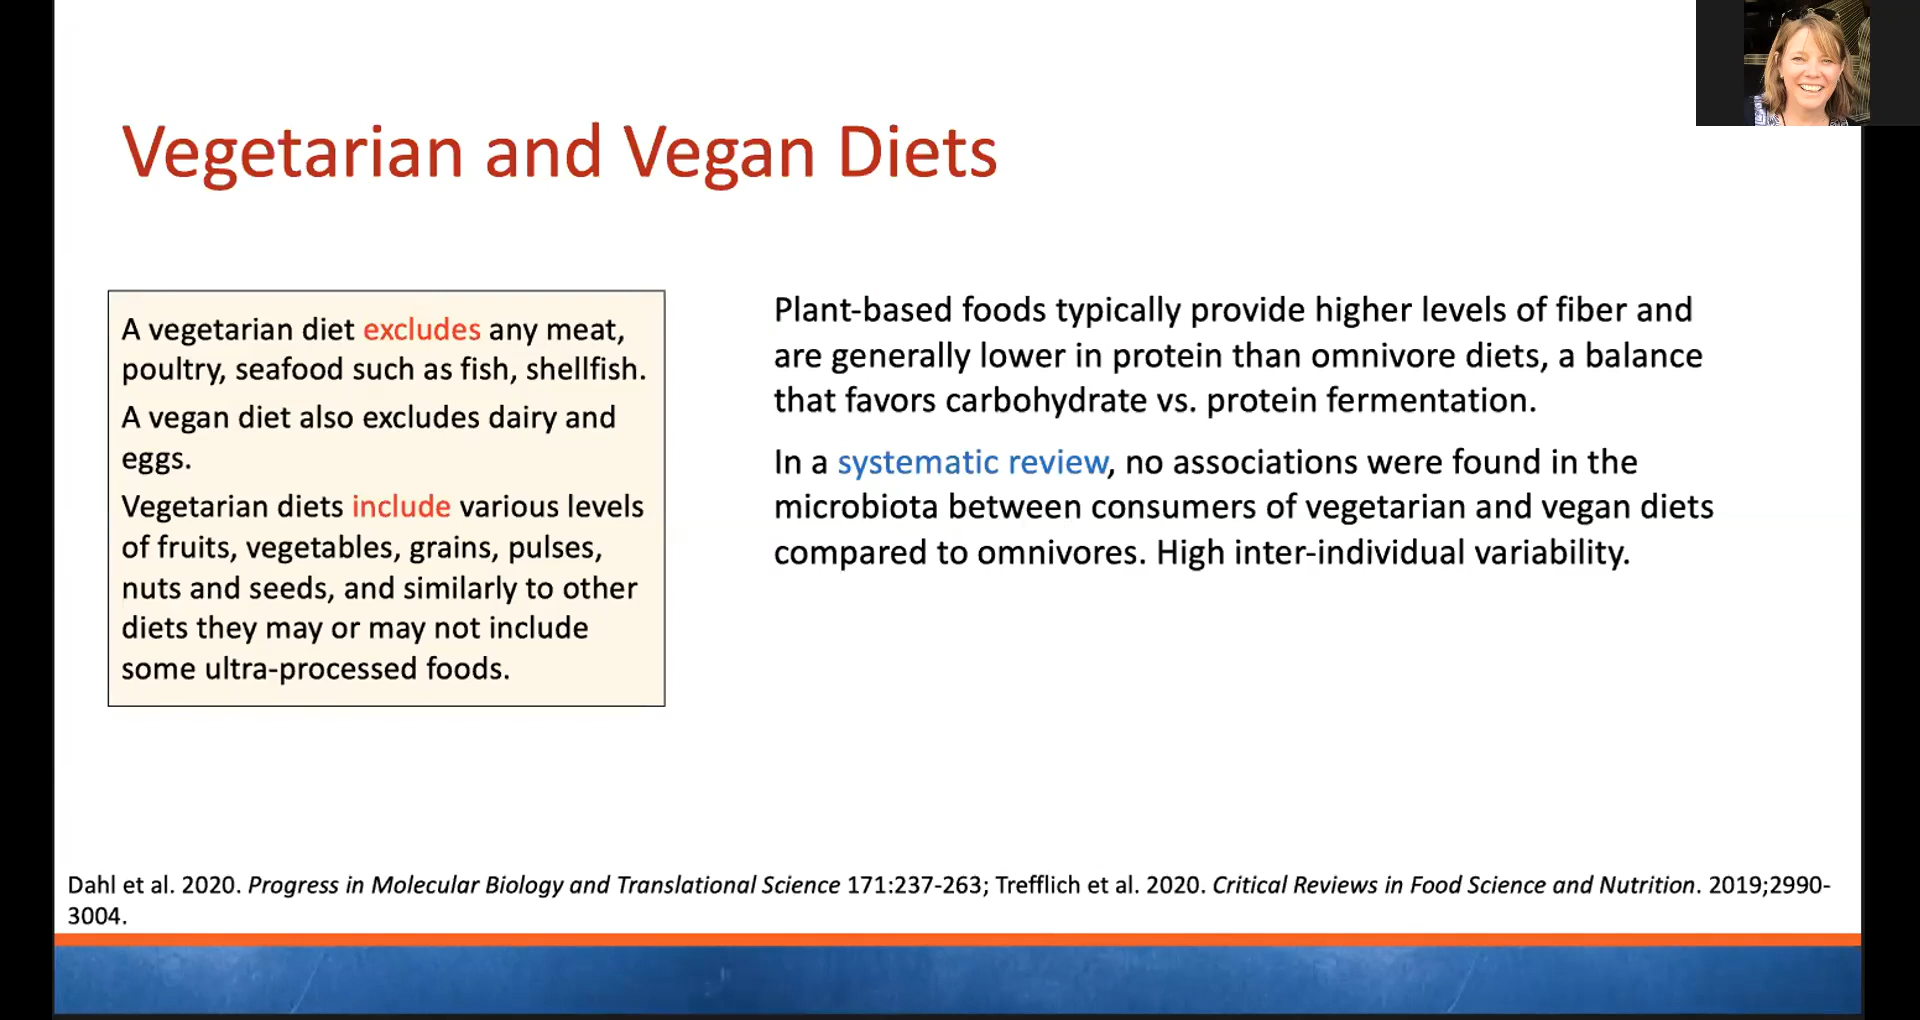 Vegetarian and Vegan Diets
A vegetarian diet excludes any meat,
poultry, seafood such as fish, shellfish.
A vegan diet also excludes dairy and
eggs.
Vegetarian diets include various levels
of fruits, vegetables, grains, pulses,
nuts and seeds, and similarly to other
diets they may or may not include
some ultra-processed foods.
Plant-based foods typically provide higher levels of fiber and
are generally lower in protein than omnivore diets, a balance
that favors carbohydrate vs. protein fermentation.
In a systematic review, no associations were found in the
microbiota between consumers of vegetarian and vegan diets
compared to omnivores. High inter-individual variability.
Dahl et al. 2020. Progress in Molecular Biology and Translational Science 171:237-263; Trefflich et al. 2020. Critical Reviews in Food Science and Nutrition. 2019;2990-
3004.